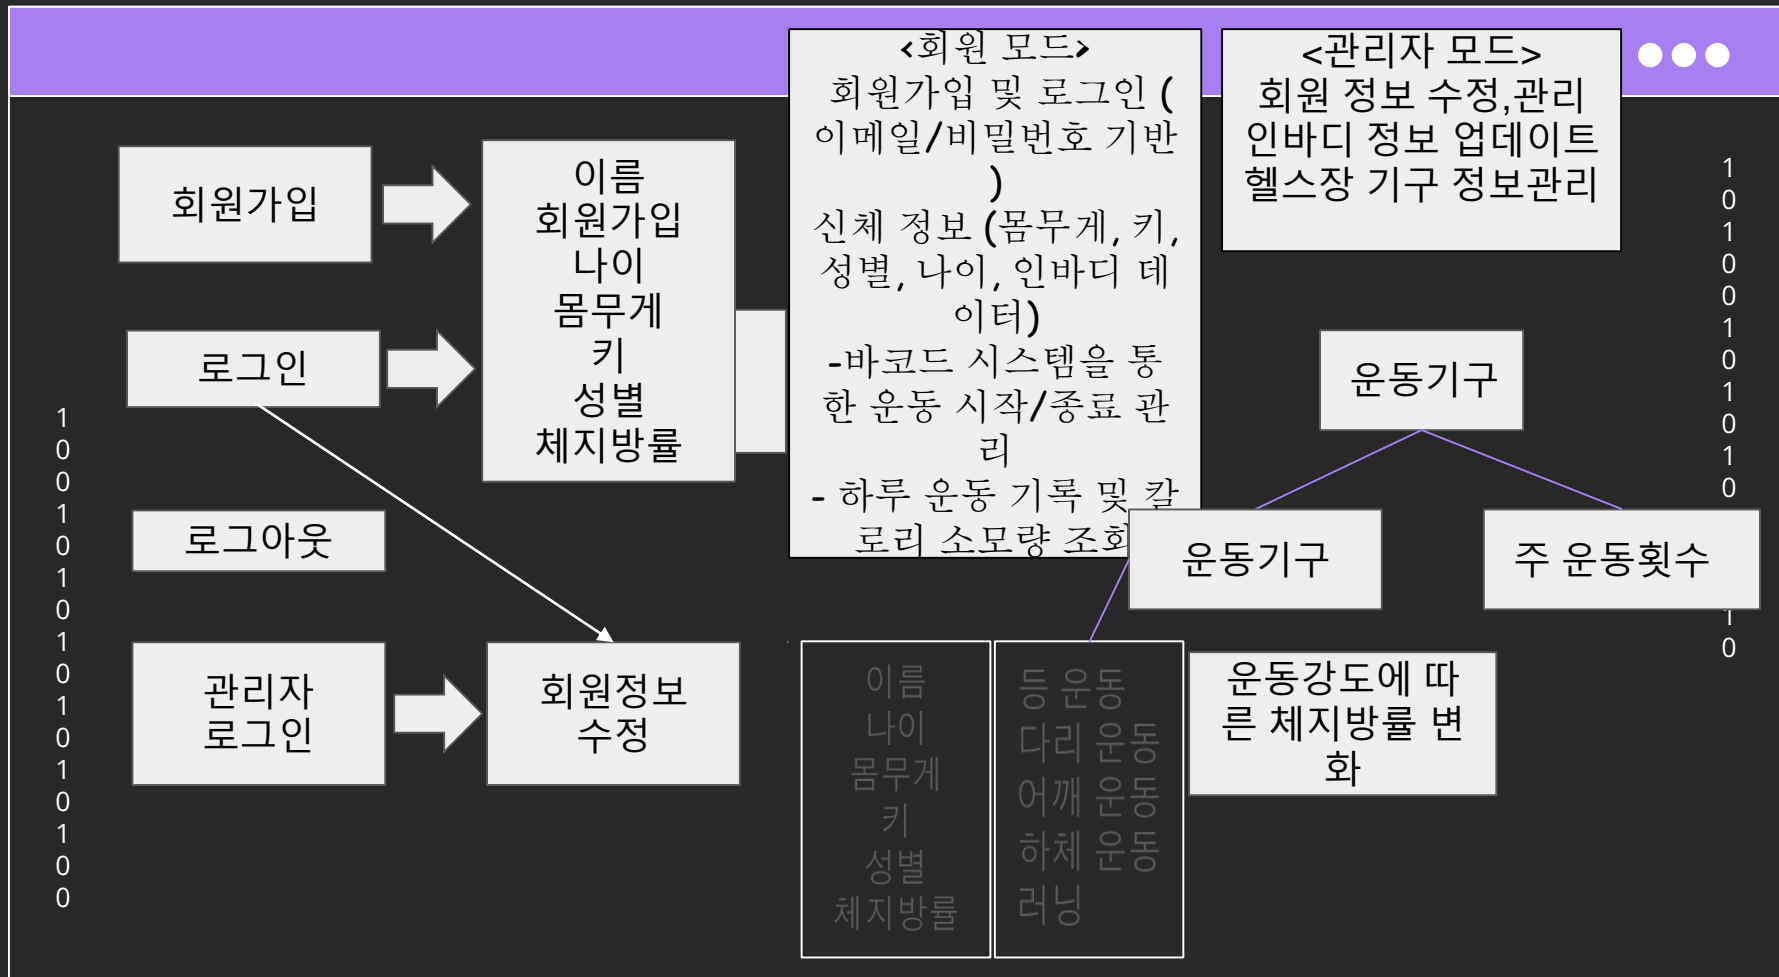 <회원 모드>
회원가입 및 로그인 (
이메일/비밀번호 기반
)
신체 정보 (몸무게, 키,
성별, 나이, 인바디 데
이터)
-바코드 시스템을 통
한 운동 시작/종료 관
리
- 하루 운동 기록 및 칼
로리 소모량 조회
<관리자 모드>
회원 정보 수정,관리
인바디 정보 업데이트
헬스장 기구 정보관리
회원가입
이름
회원가입
나이
몸무게
키
성별
체지방률
로그인
로그아웃
관리자
로그인
회원정보
수정
운동기구
운동기구
주 운동횟수
이름
나이
몸무게
키
성별
체지방률
등 운동
다리 운동
어깨 운동
하체 운동
러닝
운동강도에 따
른 체지방률 변
화
1
0
0
1
0
1
0
1
0
1
0
1
0
1
0
0
1
0
1
0
0
1
0
1
0
1
0
1
0